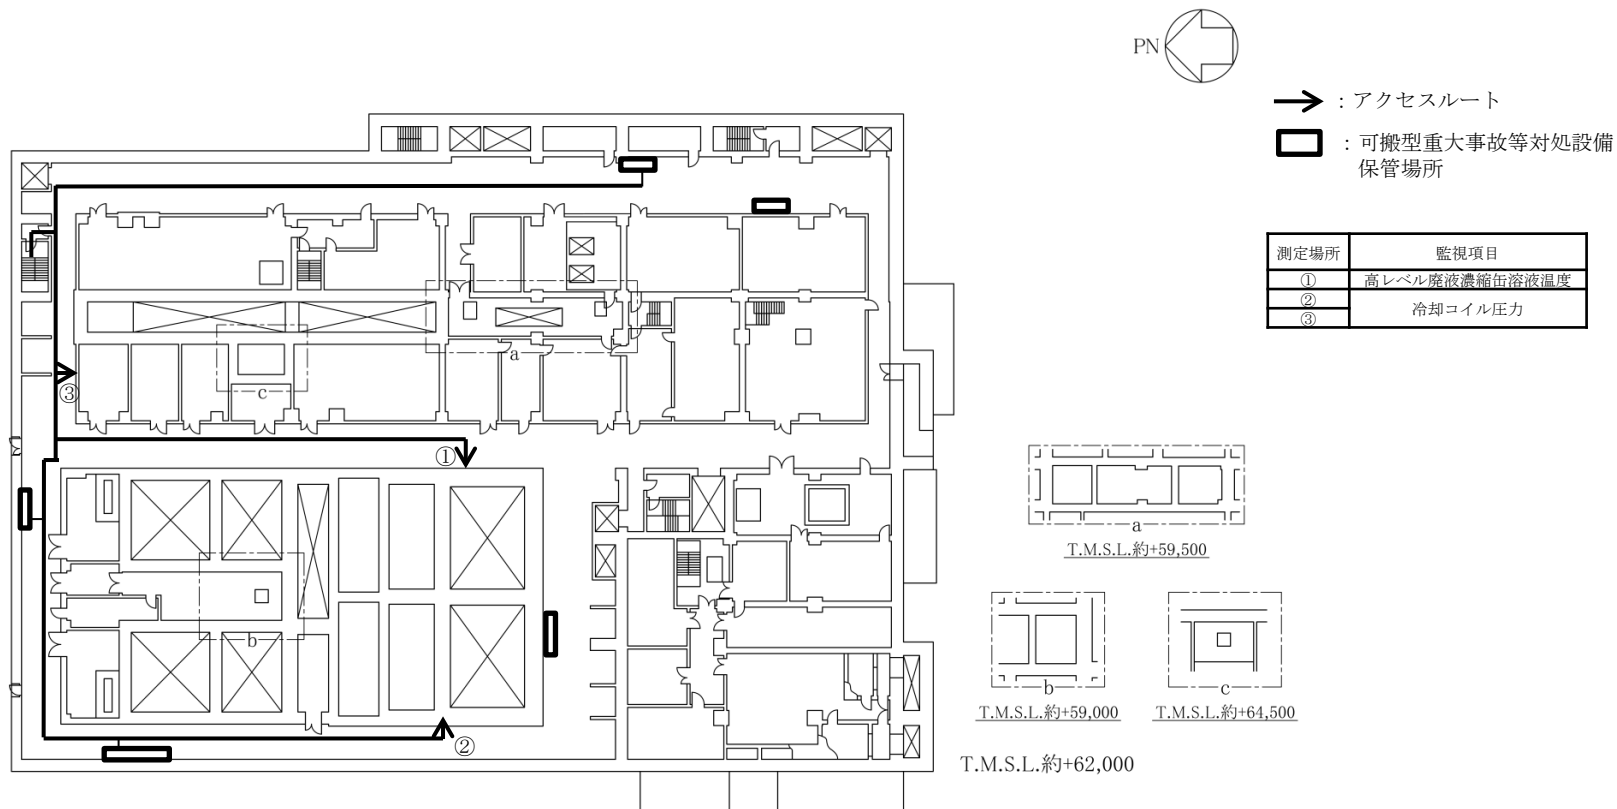 PN
：アクセスルート
：可搬型重大事故等対処設備
保管場所
測定場所 監視項目
① 高レベル廃液濃縮缶溶液温度
② 冷却コイル圧力
③
a
c
③
①
b
②
a
T.M.S.L.約+59,500
b
T.M.S.L.約+59,000
c
T.M.S.L.約+64,500
T.M.S.L.約+62,000